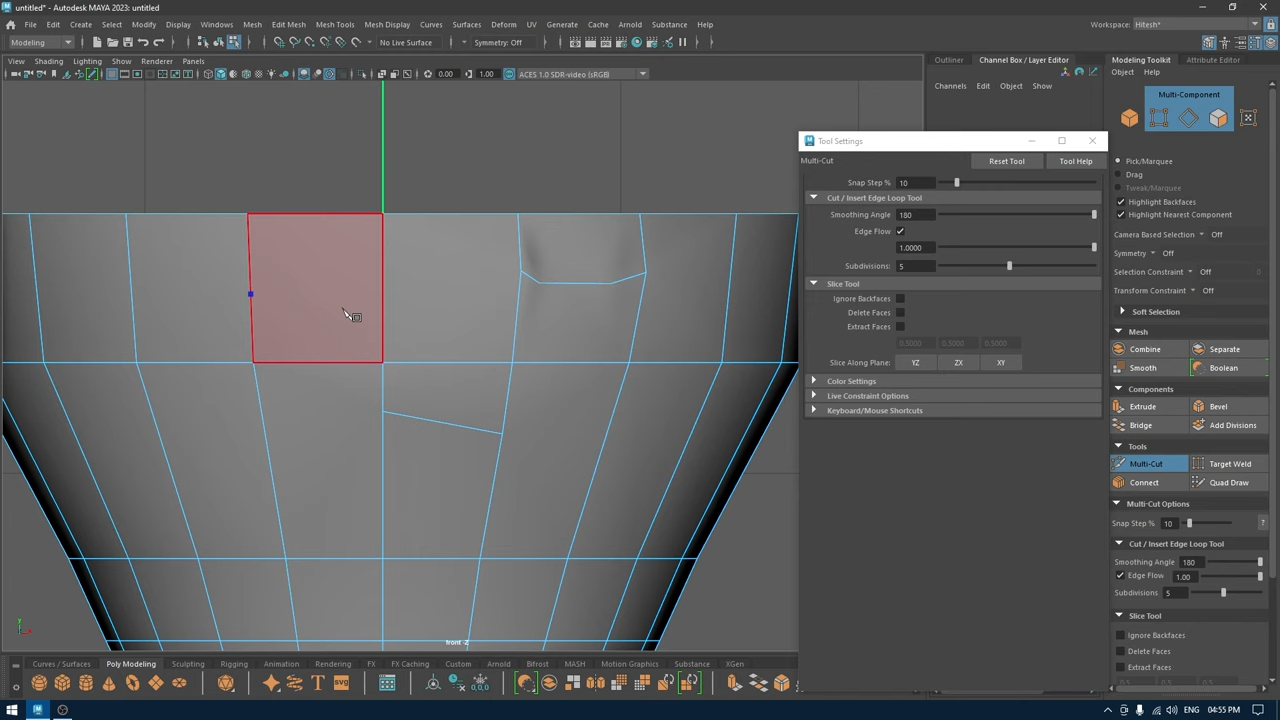 untitled* - Autodesk MAYA 2023: untitled
File Edit Create Select Modify Display Windows Mesh Edit Mesh Mesh Tools Mesh Display Curves Surfaces Deform UV Generate Cache Arnold Substance Help
Workspace: Hitesh*
Modeling
No Live Surface
Symmetry: Off
View Shading Lighting Show Renderer Panels
0.00
1.00
ACES 1.0 SDR-video (sRGB)
Outliner
Channel Box / Layer Editor
Channels Edit Object Show
Modeling Toolkit
Attribute Editor
Object Help
Multi-Component
Pick/Marquee
Drag
Tweak/Marquee
Highlight Backfaces
Highlight Nearest Component
Camera Based Selection
Off
Symmetry
Off
Selection Constraint
Off
Transform Constraint
Off
Soft Selection
Mesh
Combine
Separate
Smooth
Boolean
Components
Extrude
Bevel
Bridge
Add Divisions
Tools
Multi-Cut
Target Weld
Connect
Quad Draw
Multi-Cut Options
Snap Step %
10
?
Cut / Insert Edge Loop Tool
Smoothing Angle
180
Edge Flow
1.00
Subdivisions:
5
Slice Tool
Ignore Backfaces
Delete Faces
Extract Faces
Tool Settings
Multi-Cut
Reset Tool
Tool Help
Snap Step %
10
Cut / Insert Edge Loop Tool
Smoothing Angle
180
Edge Flow
1.0000
Subdivisions:
5
Slice Tool
Ignore Backfaces
Delete Faces
Extract Faces
0.5000 0.5000 0.5000
Slice Along Plane:
YZ
ZX
XY
Color Settings
Live Constraint Options
Keyboard/Mouse Shortcuts
front -Z
Curves / Surfaces Poly Modeling Sculpting Rigging Animation Rendering FX FX Caching Custom Arnold Bifrost MASH Motion Graphics Substance XGen
SVG
ENG
04:55 PM